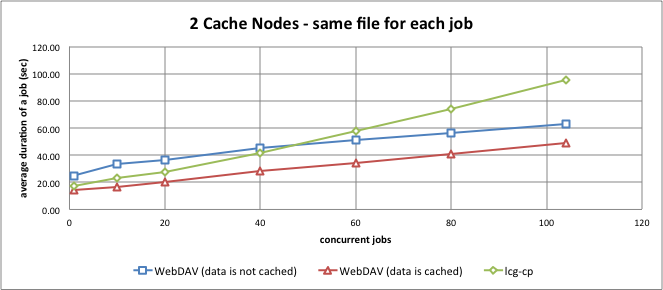 2 Cache Nodes - same file for each job
120.00
100.00
80.00
60.00
40.00
20.00
0.00
average duration of a job (sec)
0 20 40 60 80 100 120
concurrent jobs
WebDAV (data is not cached) WebDAV (data is cached) lcg-cp